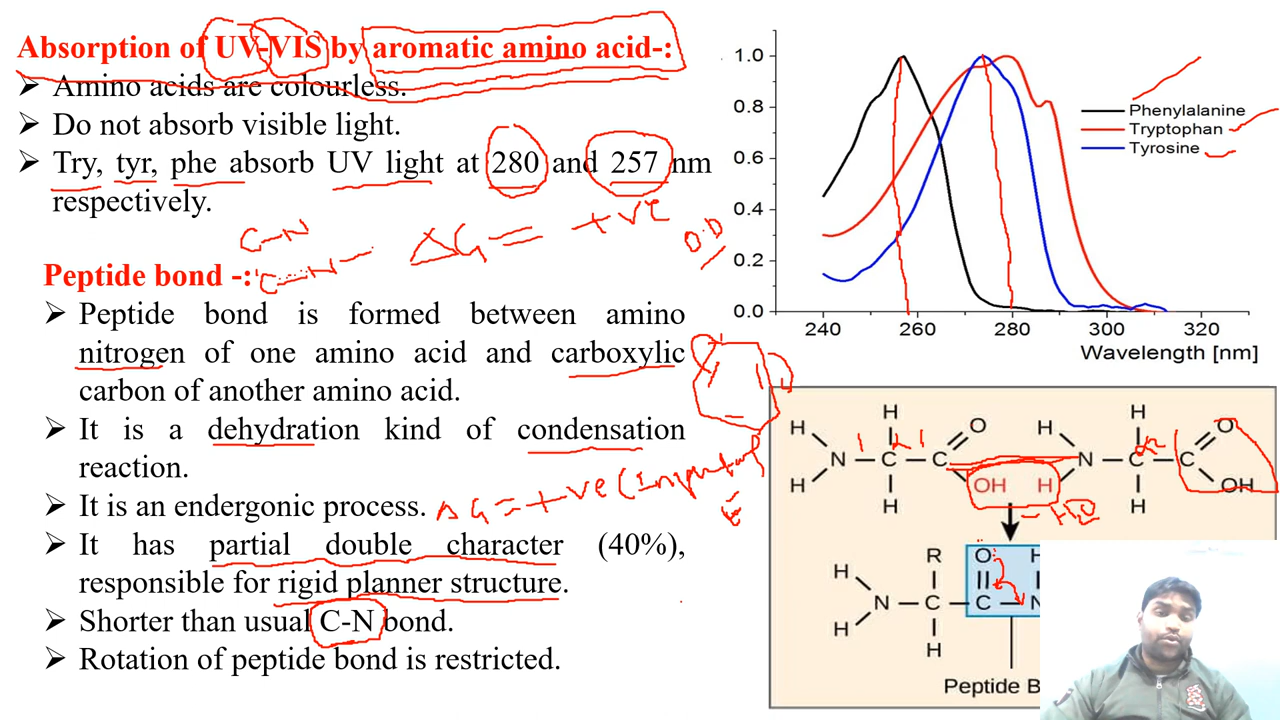 Absorption of UV-VIS by aromatic amino acid-:
➤ Amino acids are colourless.
➤ Do not absorb visible light.
➤ Try, tyr, phe absorb UV light at 280 and 257 nm
respectively.
C-N
C N
ΔG = +ve
O.D
Peptide bond -:
➤ Peptide bond is formed between amino
nitrogen of one amino acid and carboxylic
carbon of another amino acid.
➤ It is a dehydration kind of condensation
reaction.
➤ It is an endergonic process.
ΔG = +ve
➤ It has partial double character (40%),
responsible for rigid planner structure.
➤ Shorter than usual C-N bond.
➤ Rotation of peptide bond is restricted.
1.0
0.8
0.6
0.4
0.2
0.0
240 260 280 300 320
Wavelength [nm]
Phenylalanine
Tryptophan
Tyrosine
H H O H H O
N C C N C C
H H OH H H OH
α α
H R O H
N C C N
H H
Peptide B